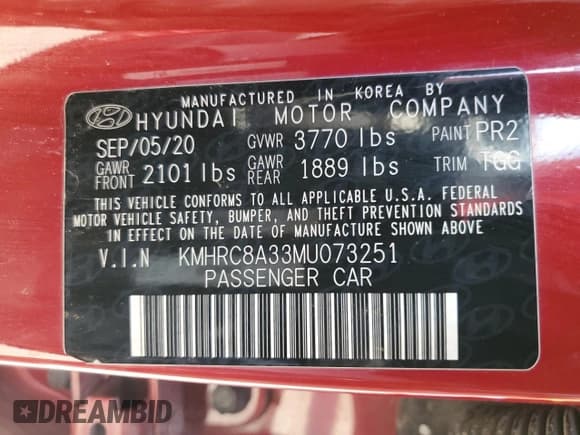 MANUFACTURED IN KOREA BY
HYUNDAI MOTOR COMPANY
SEP/05/20 GVWR 3770 lbs PAINT PR2
GAWR FRONT 2101 lbs GAWR REAR 1889 lbs TRIM TGG
THIS VEHICLE CONFORMS TO ALL APPLICABLE U.S.A. FEDERAL
MOTOR VEHICLE SAFETY, BUMPER, AND THEFT PREVENTION STANDARDS
IN EFFECT ON THE DATE OF MANUFACTURE SHOWN ABOVE
V.I.N KMHRC8A33MU073251
PASSENGER CAR
DREAMBID